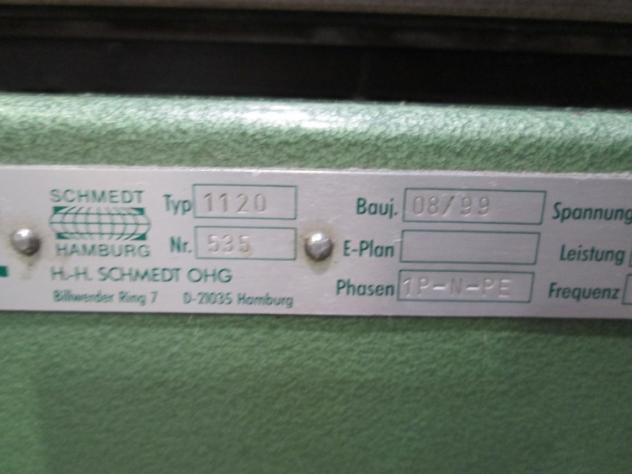 SCHMEDT
HAMBURG
Typ 1120
Nr. 535
H.-H. SCHMEDT OHG
Billwerder Ring 7 D-21035 Hamburg
Bauj. 08/99
E-Plan
Phasen 1P-N-PE
Spannung
Leistung
Frequenz